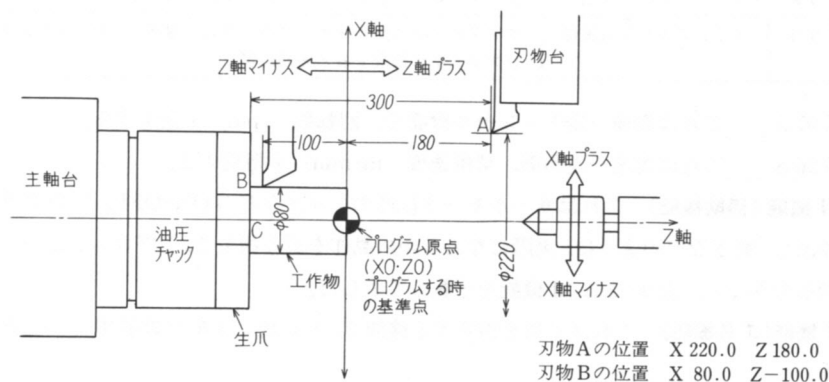 X軸
刃物台
Z軸マイナス
Z軸プラス
300
A
100
180
主軸台
B
X軸プラス
φ80
C
油圧
チャック
プログラム原点
(X0・Z0)
プログラムする時
の基準点
φ220
Z軸
工作物
X軸マイナス
生爪
刃物Aの位置 X 220.0 Z 180.0
刃物Bの位置 X 80.0 Z－100.0